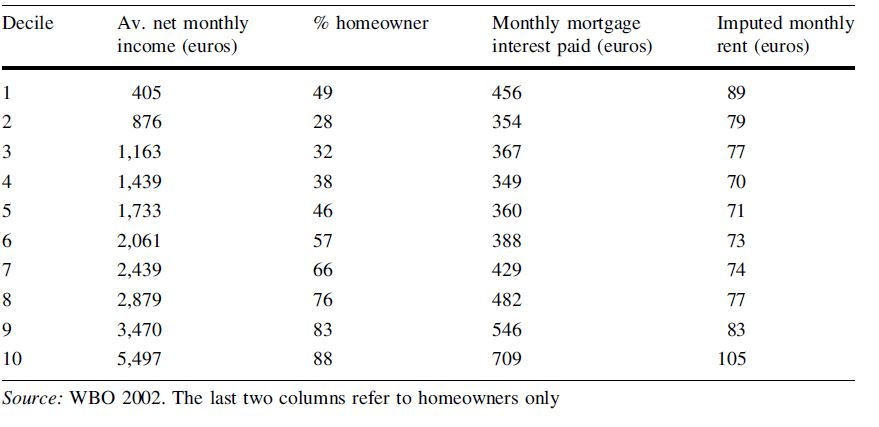 Decile Av. net monthly % homeowner Monthly mortgage Imputed monthly
income (euros) interest paid (euros) rent (euros)
1 405 49 456 89
2 876 28 354 79
3 1,163 32 367 77
4 1,439 38 349 70
5 1,733 46 360 71
6 2,061 57 388 73
7 2,439 66 429 74
8 2,879 76 482 77
9 3,470 83 546 83
10 5,497 88 709 105
Source: WBO 2002. The last two columns refer to homeowners only